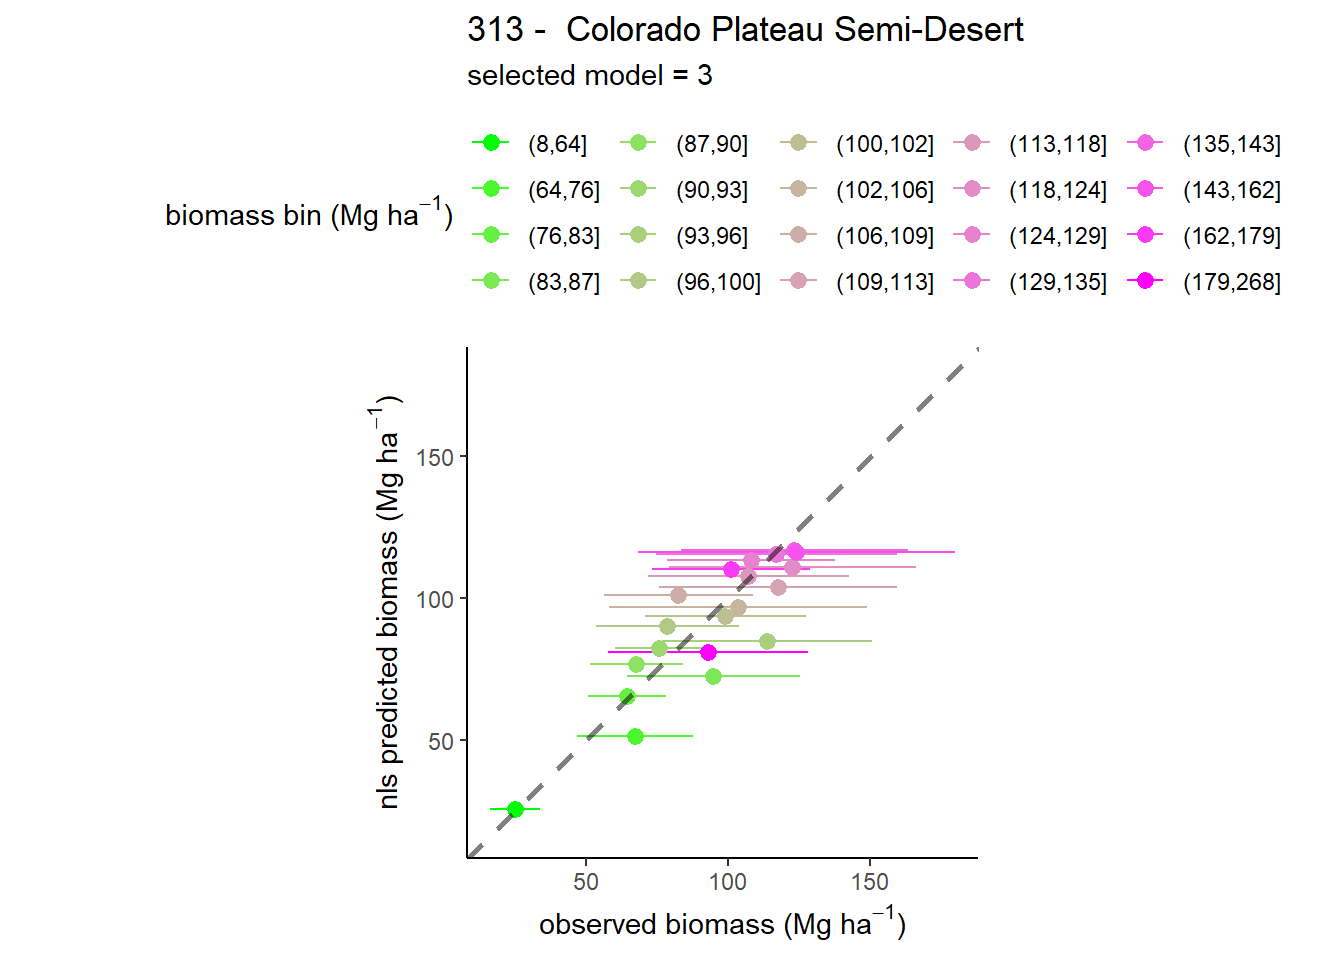 313 -  Colorado Plateau Semi-Desert
selected model = 3
biomass bin (Mg ha−1)
(8,64] (87,90] (100,102] (113,118] (135,143]
(64,76] (90,93] (102,106] (118,124] (143,162]
(76,83] (93,96] (106,109] (124,129] (162,179]
(83,87] (96,100] (109,113] (129,135] (179,268]
nls predicted biomass (Mg ha−1)
150
100
50
50 100 150
observed biomass (Mg ha−1)